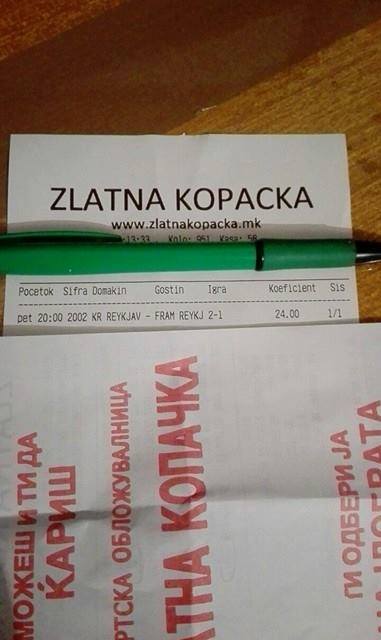 ZLATNA KOPACKA
www.zlatnakopacka.mk
13:33 Kolo: 951 Kasa: 58
Pocetok Sifra Domakin Gostin Igra Koeficient Sis
pet 20:00 2002 KR REYKJAV - FRAM REYKJ 2-1 24.00 1/1
МОЖЕШ И ТИ ДА
ЌАРИШ
РТСКА ОБЛОЖУВАЛНИЦА
АТНА КОПАЧКА
ГИ ОДБЕРИ ЈА